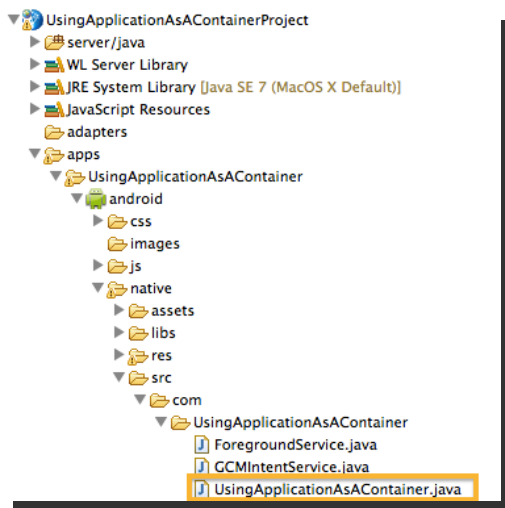 UsingApplicationAsAContainerProject
server/java
WL Server Library
JRE System Library [Java SE 7 (MacOS X Default)]
JavaScript Resources
adapters
apps
UsingApplicationAsAContainer
android
css
images
js
native
assets
libs
res
src
com
UsingApplicationAsAContainer
ForegroundService.java
GCMIntentService.java
UsingApplicationAsAContainer.java